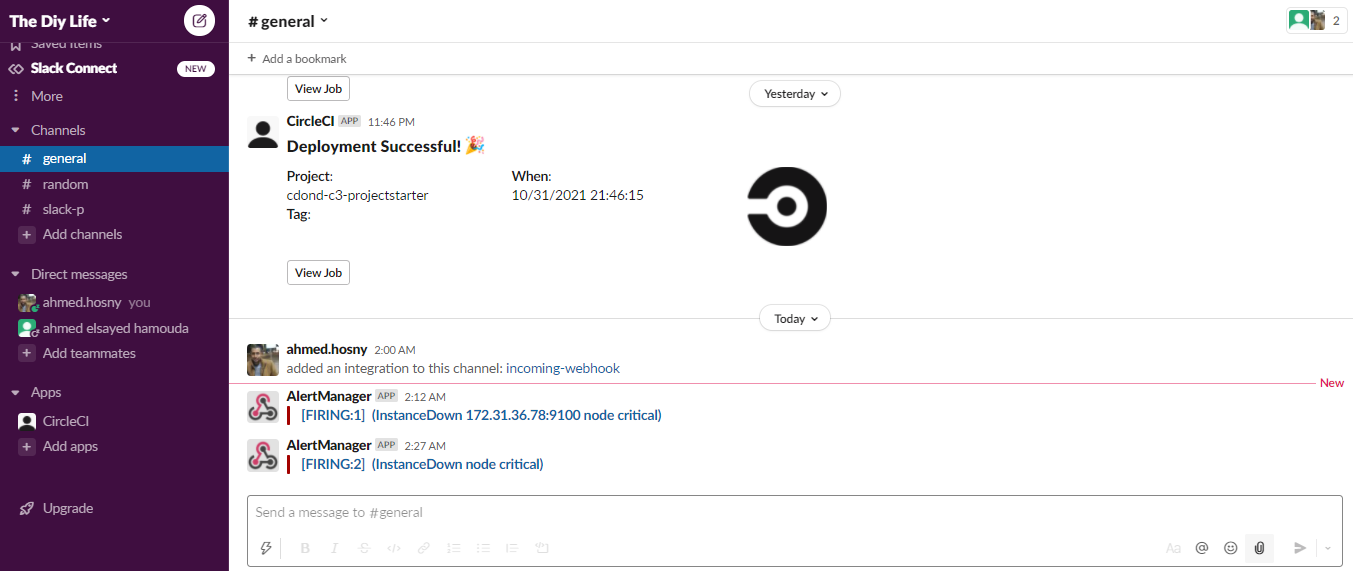 The Diy Life
Saved items
Slack Connect NEW
More
Channels
# general
# random
# slack-p
+ Add channels
Direct messages
ahmed.hosny you
ahmed elsayed hamouda
+ Add teammates
Apps
CircleCI
+ Add apps
Upgrade
# general
2
+ Add a bookmark
View Job
Yesterday
CircleCI APP 11:46 PM
Deployment Successful! 🎉
Project: When:
cdond-c3-projectstarter 10/31/2021 21:46:15
Tag:
View Job
Today
ahmed.hosny 2:00 AM
added an integration to this channel: incoming-webhook
New
AlertManager APP 2:12 AM
[FIRING:1] (InstanceDown 172.31.36.78:9100 node critical)
AlertManager APP 2:27 AM
[FIRING:2] (InstanceDown node critical)
Send a message to #general
B I S </> Aa @